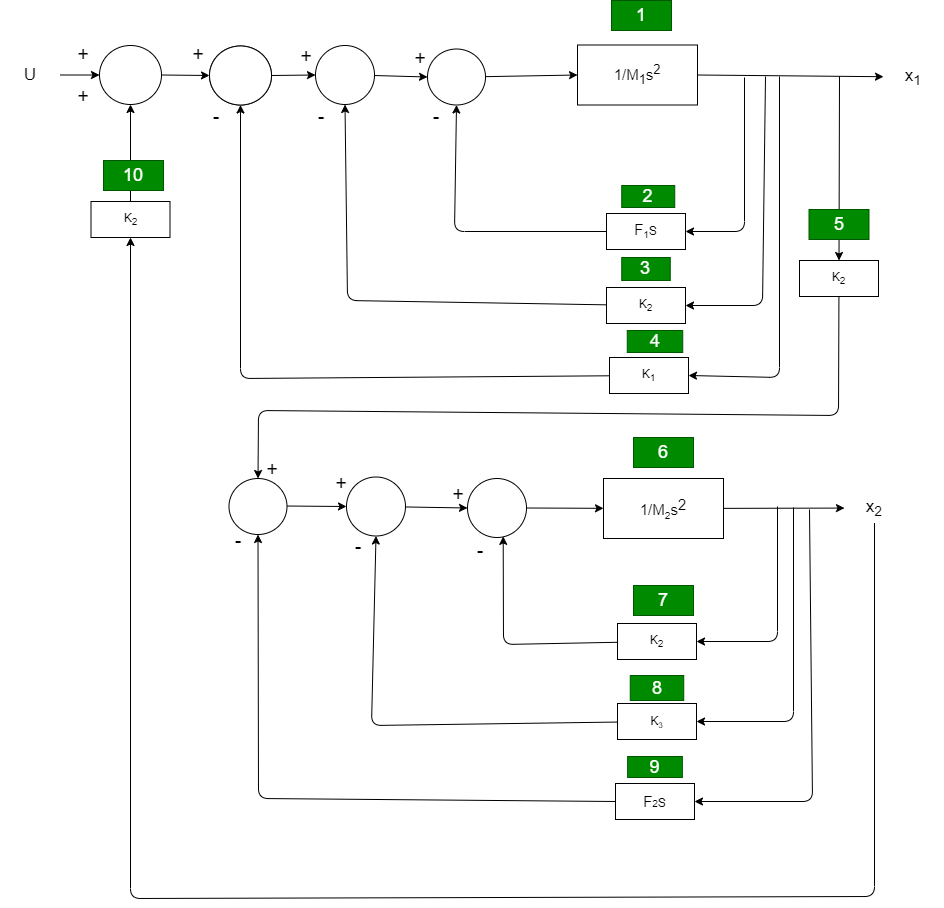 1
+ + + +
U 1/M₁s² x₁
+
- - -
10
2
K₂ F₁s 5
3
K₂ K₂
4
K₁
6
+
+ +
1/M₂s² x₂
- - -
7
K₂
8
K₃
9
F₂s